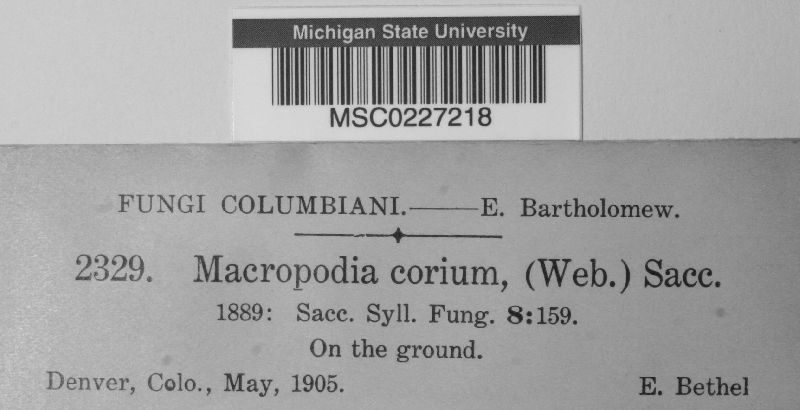 Michigan State University
MSC0227218
FUNGI COLUMBIANI.——E. Bartholomew.
2329. Macropodia corium, (Web.) Sacc.
1889: Sacc. Syll. Fung. 8:159.
On the ground.
Denver, Colo., May, 1905. E. Bethel